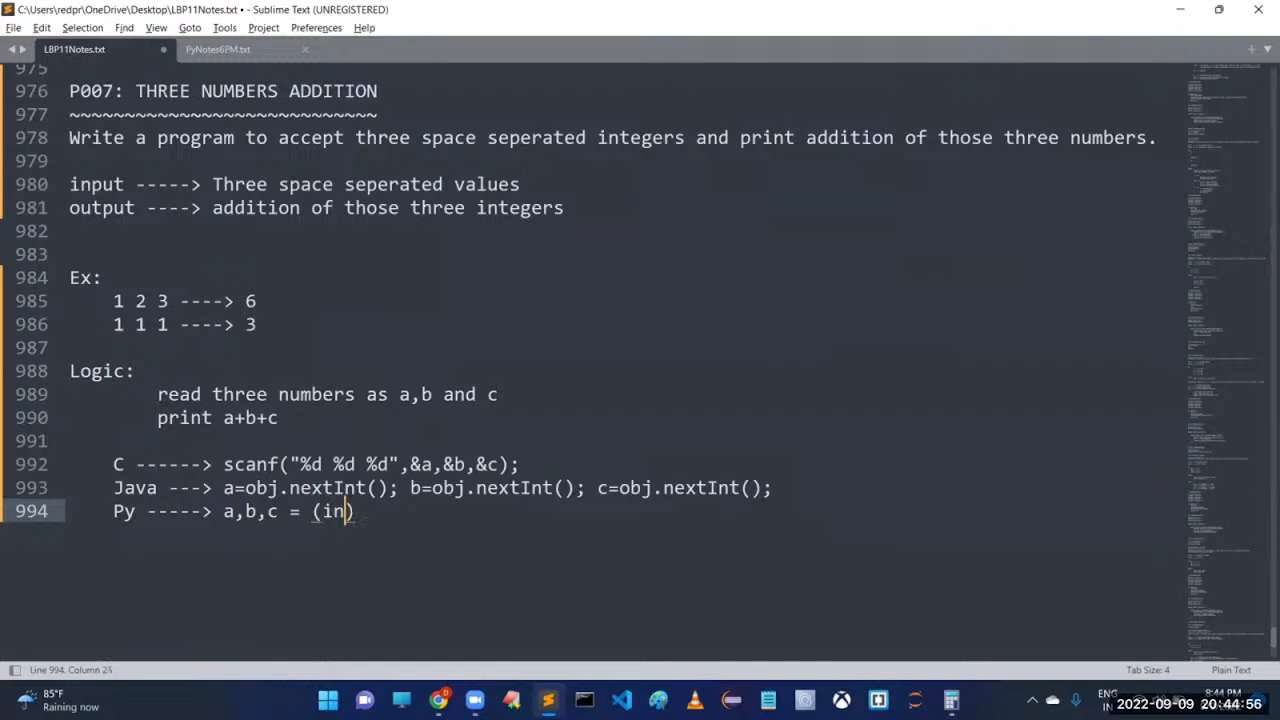 C:\Users\redpr\OneDrive\Desktop\LBP11Notes.txt • - Sublime Text (UNREGISTERED)
File Edit Selection Find View Goto Tools Project Preferences Help
LBP11Notes.txt PyNotes6PM.txt
975
976 P007: THREE NUMBERS ADDITION
977 ~~~~~~~~~~~~~~~~~~~~~~~~~~~~
978 Write a program to accept three space seperated integers and find addition of those three numbers.
979
980 input -----> Three space seperated values
981 output ----> addition of those three integers
982
983
984 Ex:
985 1 2 3 ----> 6
986 1 1 1 ----> 3
987
988 Logic:
989 read three numbers as a,b and c
990 print a+b+c
991
992 C ------> scanf("%d %d %d",&a,&b,&c);
993 Java ---> a=obj.nextInt(); b=obj.nextInt(); c=obj.nextInt();
994 Py -----> a,b,c = (in)
Line 994, Column 25
Tab Size: 4 Plain Text
85°F
Raining now
ENG
IN
8:44 PM
2022-09-09 20:44:56